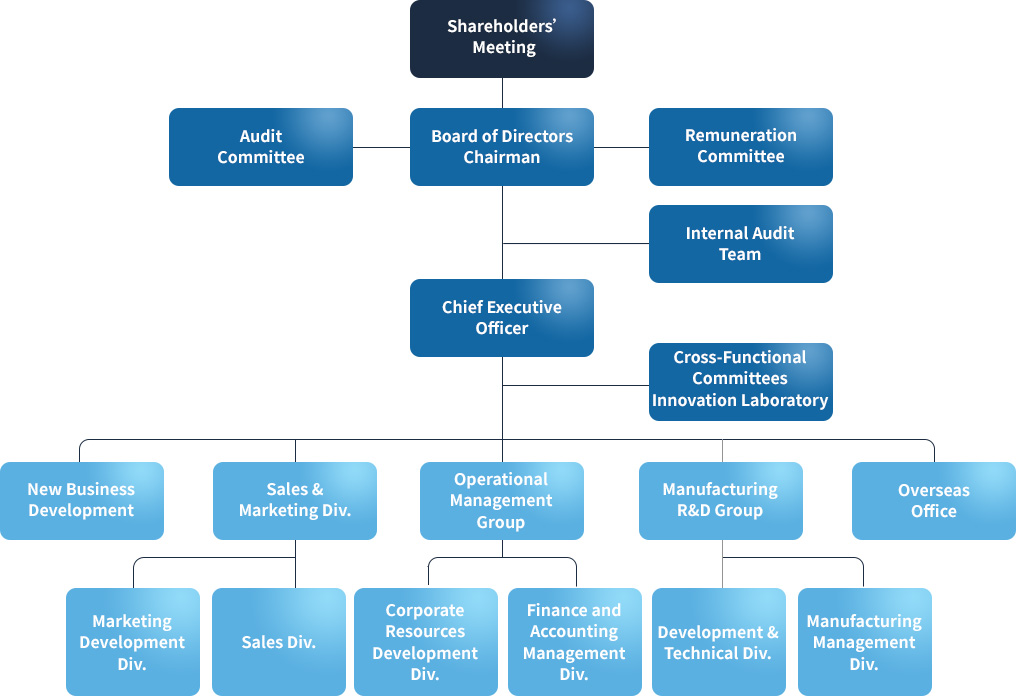 Shareholders’
Meeting
Audit
Committee
Board of Directors
Chairman
Remuneration
Committee
Internal Audit
Team
Chief Executive
Officer
Cross-Functional
Committees
Innovation Laboratory
New Business
Development
Sales &
Marketing Div.
Operational
Management
Group
Manufacturing
R&D Group
Overseas
Office
Marketing
Development
Div.
Sales Div.
Corporate
Resources
Development
Div.
Finance and
Accounting
Management
Div.
Development &
Technical Div.
Manufacturing
Management
Div.